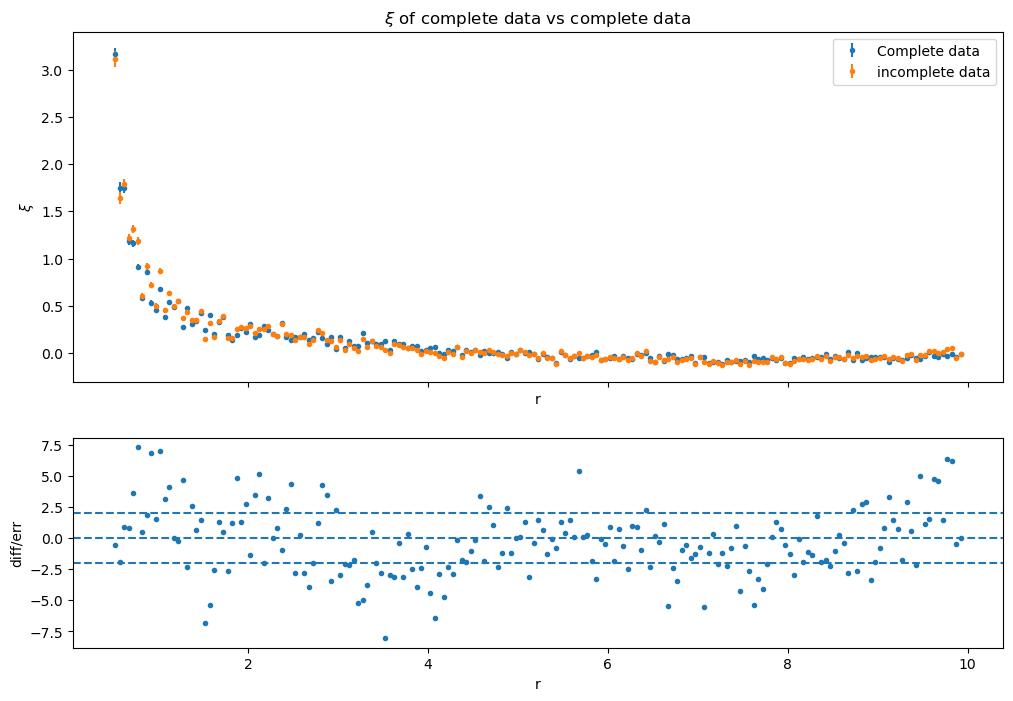 ξ of complete data vs complete data
3.0
2.5
2.0
1.5
1.0
0.5
0.0
ξ
Complete data
incomplete data
r
7.5
5.0
2.5
0.0
−2.5
−5.0
−7.5
diff/err
2 4 6 8 10
r